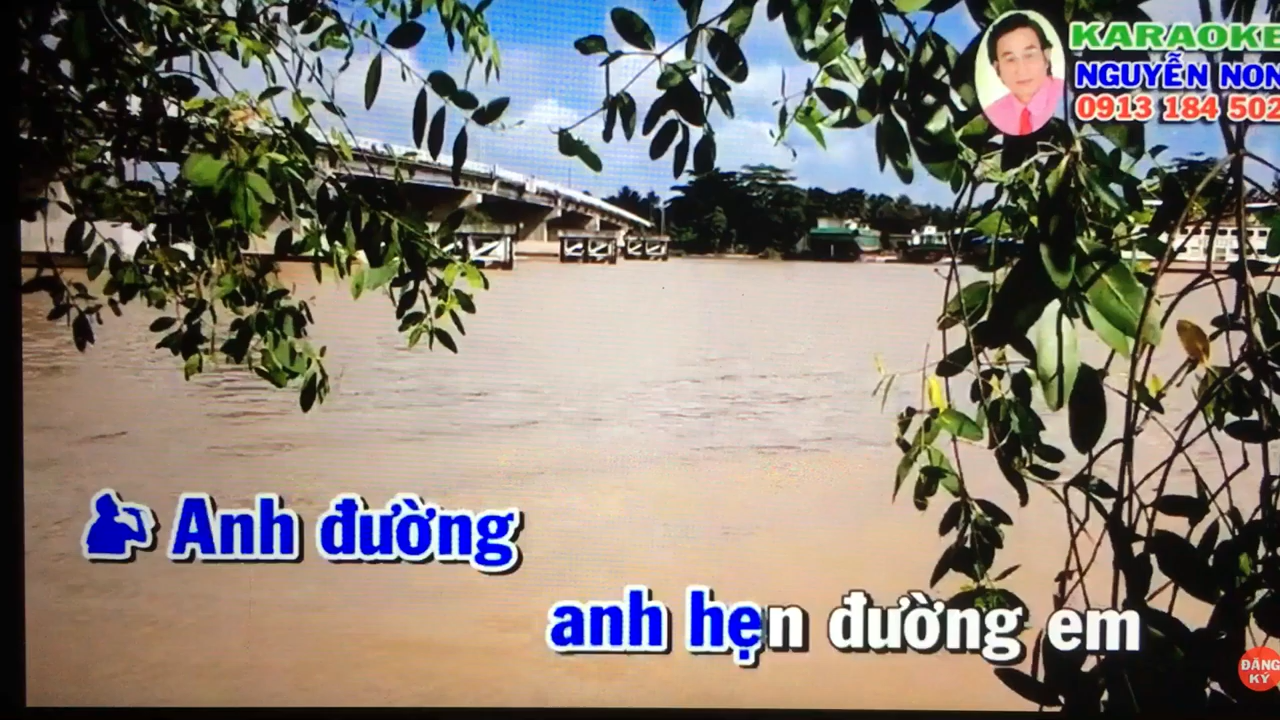 KARAOKE
NGUYỄN NON
0913 184 502
Anh đường
anh hẹn đường em
ĐĂNG
KÝ